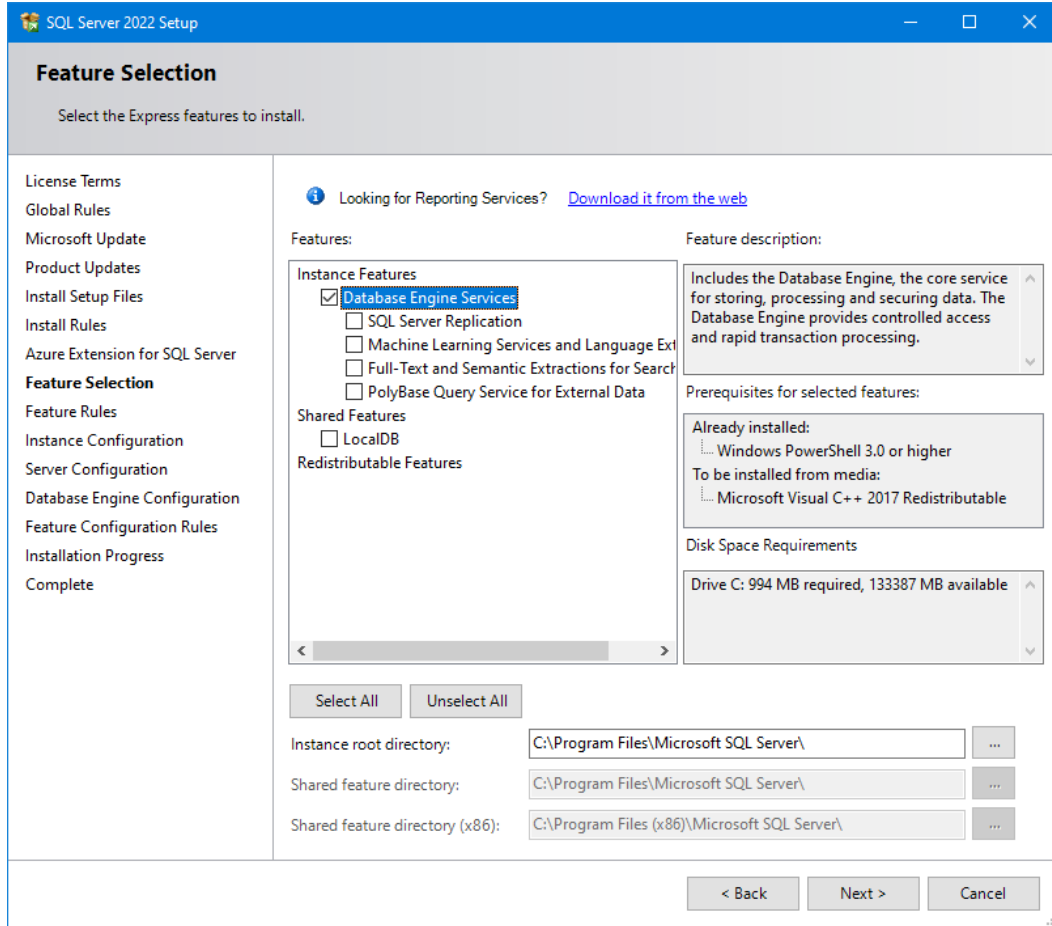 SQL Server 2022 Setup
Feature Selection
Select the Express features to install.
License Terms
Global Rules
Microsoft Update
Product Updates
Install Setup Files
Install Rules
Azure Extension for SQL Server
Feature Selection
Feature Rules
Instance Configuration
Server Configuration
Database Engine Configuration
Feature Configuration Rules
Installation Progress
Complete
Looking for Reporting Services? Download it from the web
Features:
Instance Features
Database Engine Services
SQL Server Replication
Machine Learning Services and Language Ext
Full-Text and Semantic Extractions for Search
PolyBase Query Service for External Data
Shared Features
LocalDB
Redistributable Features
Feature description:
Includes the Database Engine, the core service
for storing, processing and securing data. The
Database Engine provides controlled access
and rapid transaction processing.
Prerequisites for selected features:
Already installed:
Windows PowerShell 3.0 or higher
To be installed from media:
Microsoft Visual C++ 2017 Redistributable
Disk Space Requirements
Drive C: 994 MB required, 133387 MB available
Select All
Unselect All
Instance root directory: C:\Program Files\Microsoft SQL Server\ ...
Shared feature directory: C:\Program Files\Microsoft SQL Server\ ...
Shared feature directory (x86): C:\Program Files (x86)\Microsoft SQL Server\ ...
< Back
Next >
Cancel